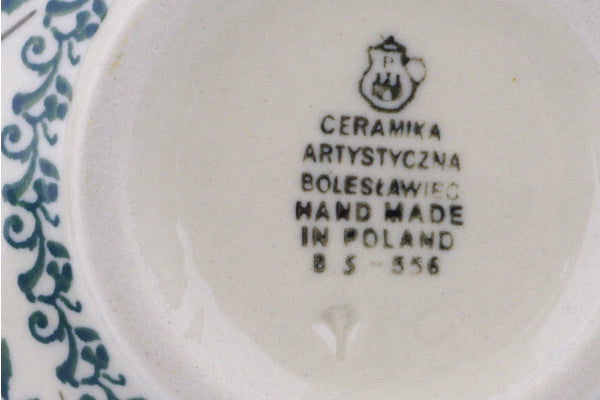 CERAMIKA
ARTYSTYCZNA
BOLESŁAWIEC
HAND MADE
IN POLAND
B S - 556